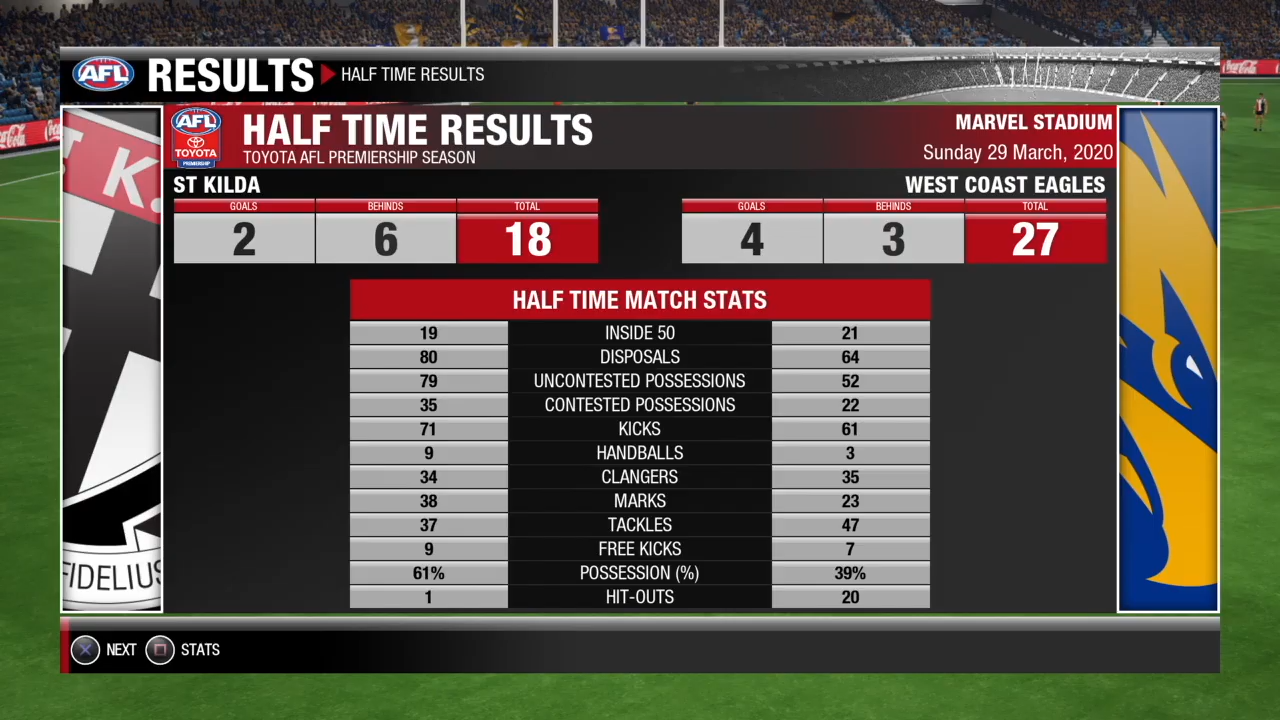 AFL RESULTS HALF TIME RESULTS
Coca-Cola
AFL
TOYOTA
PREMIERSHIP
HALF TIME RESULTS
TOYOTA AFL PREMIERSHIP SEASON
MARVEL STADIUM
Sunday 29 March, 2020
ST KILDA
WEST COAST EAGLES
GOALS BEHINDS TOTAL
GOALS BEHINDS TOTAL
2 6 18
4 3 27
HALF TIME MATCH STATS
19 INSIDE 50 21
80 DISPOSALS 64
79 UNCONTESTED POSSESSIONS 52
35 CONTESTED POSSESSIONS 22
71 KICKS 61
9 HANDBALLS 3
34 CLANGERS 35
38 MARKS 23
37 TACKLES 47
9 FREE KICKS 7
61% POSSESSION (%) 39%
1 HIT-OUTS 20
T K.
FIDELIUS
NEXT STATS